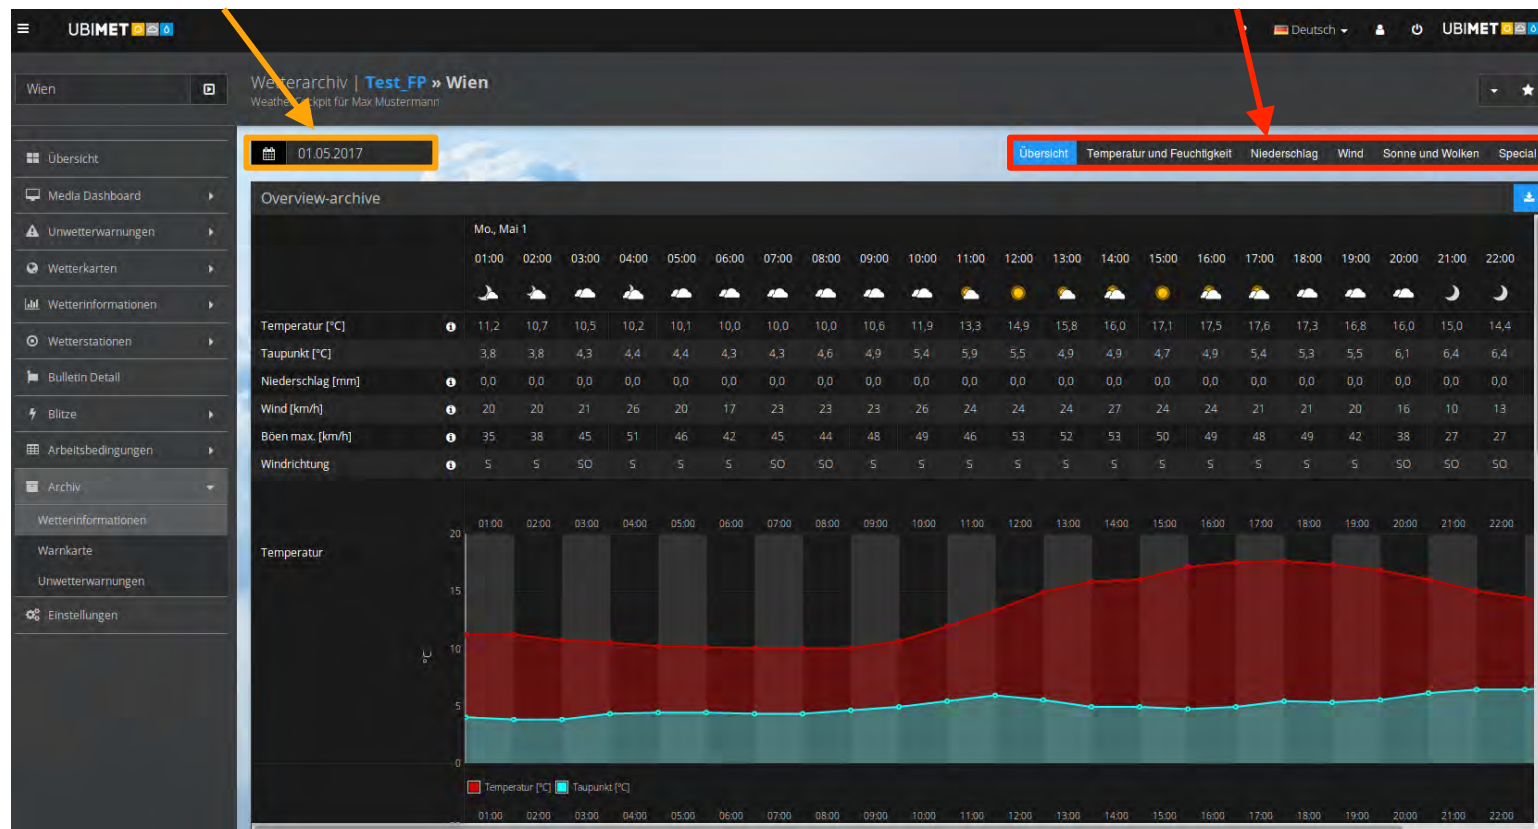 UBIMET
Deutsch
UBIMET
Wien
Wetterarchiv | Test_FP » Wien
für Max Mustermann
01.05.2017
Übersicht Temperatur und Feuchtigkeit Niederschlag Wind Sonne und Wolken Special
Übersicht
Media Dashboard
Unwetterwarnungen
Wetterkarten
Wetterinformationen
Wetterstationen
Bulletin Detail
Blitze
Arbeitsbedingungen
Archiv
Wetterinformationen
Warnkarte
Unwetterwarnungen
Einstellungen
Overview-archive
Mo., Mai 1
01:00 02:00 03:00 04:00 05:00 06:00 07:00 08:00 09:00 10:00 11:00 12:00 13:00 14:00 15:00 16:00 17:00 18:00 19:00 20:00 21:00 22:00
Temperatur [°C] 11,2 10,7 10,5 10,2 10,1 10,0 10,0 10,0 10,6 11,9 13,3 14,9 15,8 16,0 17,1 17,5 17,6 17,3 16,8 16,0 15,0 14,4
Taupunkt [°C] 3,8 3,8 4,3 4,4 4,4 4,3 4,3 4,6 4,9 5,4 5,9 5,5 4,9 4,9 4,7 4,9 5,4 5,3 5,5 6,1 6,4 6,4
Niederschlag [mm] 0,0 0,0 0,0 0,0 0,0 0,0 0,0 0,0 0,0 0,0 0,0 0,0 0,0 0,0 0,0 0,0 0,0 0,0 0,0 0,0 0,0 0,0
Wind [km/h] 20 20 21 26 20 17 23 23 23 26 24 24 24 27 24 24 21 21 20 16 10 13
Böen max. [km/h] 35 38 45 51 46 42 45 44 48 49 46 53 52 53 50 49 48 49 42 38 27 27
Windrichtung S S SO S S S SO SO S S S S S S S S S S S SO SO SO
01:00 02:00 03:00 04:00 05:00 06:00 07:00 08:00 09:00 10:00 11:00 12:00 13:00 14:00 15:00 16:00 17:00 18:00 19:00 20:00 21:00 22:00
Temperatur
20
15
°C
10
5
0
Temperatur [°C] Taupunkt [°C]
01:00 02:00 03:00 04:00 05:00 06:00 07:00 08:00 09:00 10:00 11:00 12:00 13:00 14:00 15:00 16:00 17:00 18:00 19:00 20:00 21:00 22:00